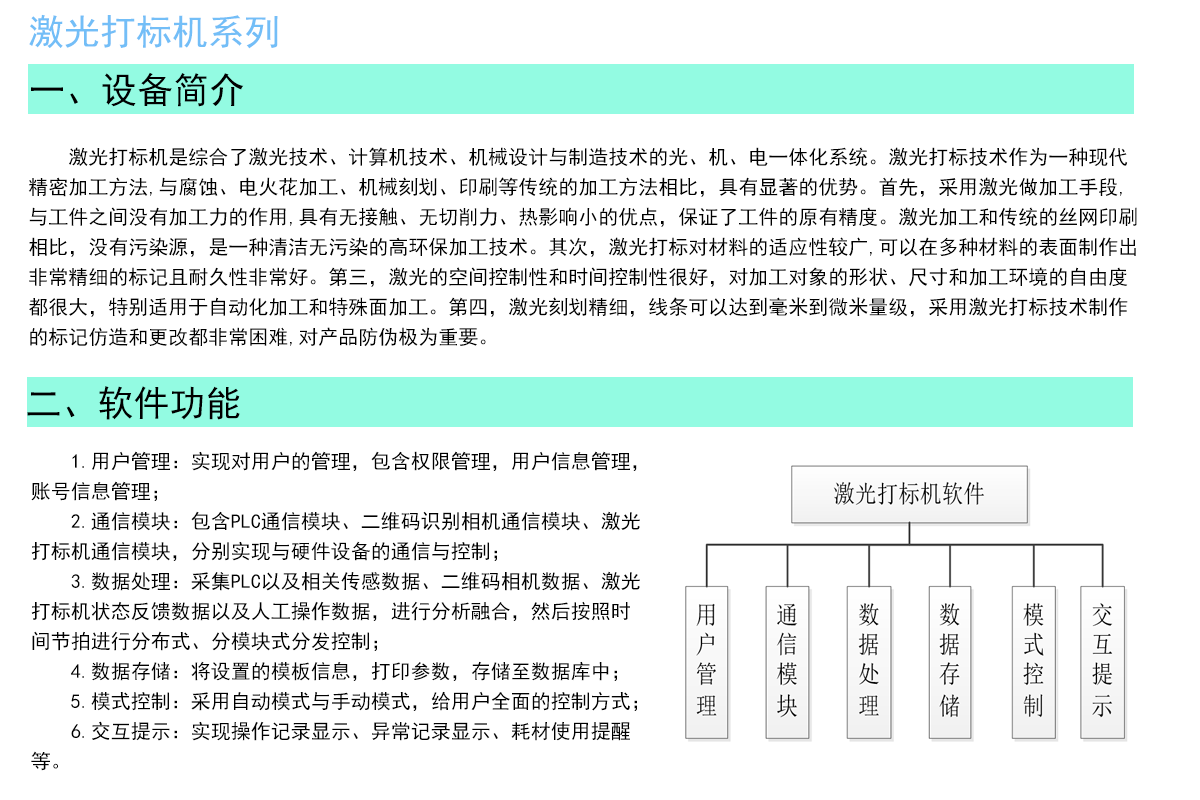 激光打标机系列
一、设备简介
激光打标机是综合了激光技术、计算机技术、机械设计与制造技术的光、机、电一体化系统。激光打标技术作为一种现代
精密加工方法,与腐蚀、电火花加工、机械刻划、印刷等传统的加工方法相比，具有显著的优势。首先，采用激光做加工手段,
与工件之间没有加工力的作用,具有无接触、无切削力、热影响小的优点，保证了工件的原有精度。激光加工和传统的丝网印刷
相比，没有污染源，是一种清洁无污染的高环保加工技术。其次，激光打标对材料的适应性较广,可以在多种材料的表面制作出
非常精细的标记且耐久性非常好。第三，激光的空间控制性和时间控制性很好，对加工对象的形状、尺寸和加工环境的自由度
都很大，特别适用于自动化加工和特殊面加工。第四，激光刻划精细，线条可以达到毫米到微米量级，采用激光打标技术制作
的标记仿造和更改都非常困难,对产品防伪极为重要。
二、软件功能
1.用户管理：实现对用户的管理，包含权限管理，用户信息管理，
账号信息管理；
2.通信模块：包含PLC通信模块、二维码识别相机通信模块、激光
打标机通信模块，分别实现与硬件设备的通信与控制；
3.数据处理：采集PLC以及相关传感数据、二维码相机数据、激光
打标机状态反馈数据以及人工操作数据，进行分析融合，然后按照时
间节拍进行分布式、分模块式分发控制；
4.数据存储：将设置的模板信息，打印参数，存储至数据库中；
5.模式控制：采用自动模式与手动模式，给用户全面的控制方式；
6.交互提示：实现操作记录显示、异常记录显示、耗材使用提醒
等。
激光打标机软件
用户管理
通信模块
数据处理
数据存储
模式控制
交互提示